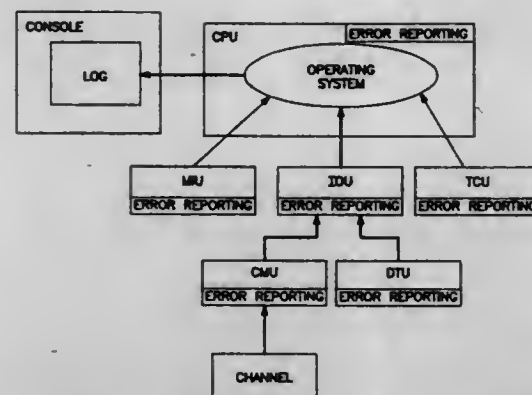 CONSOLE
LOG
CPU
ERROR REPORTING
OPERATING
SYSTEM
MIU
ERROR REPORTING
IOU
ERROR REPORTING
TCU
ERROR REPORTING
CMU
ERROR REPORTING
DTU
ERROR REPORTING
CHANNEL